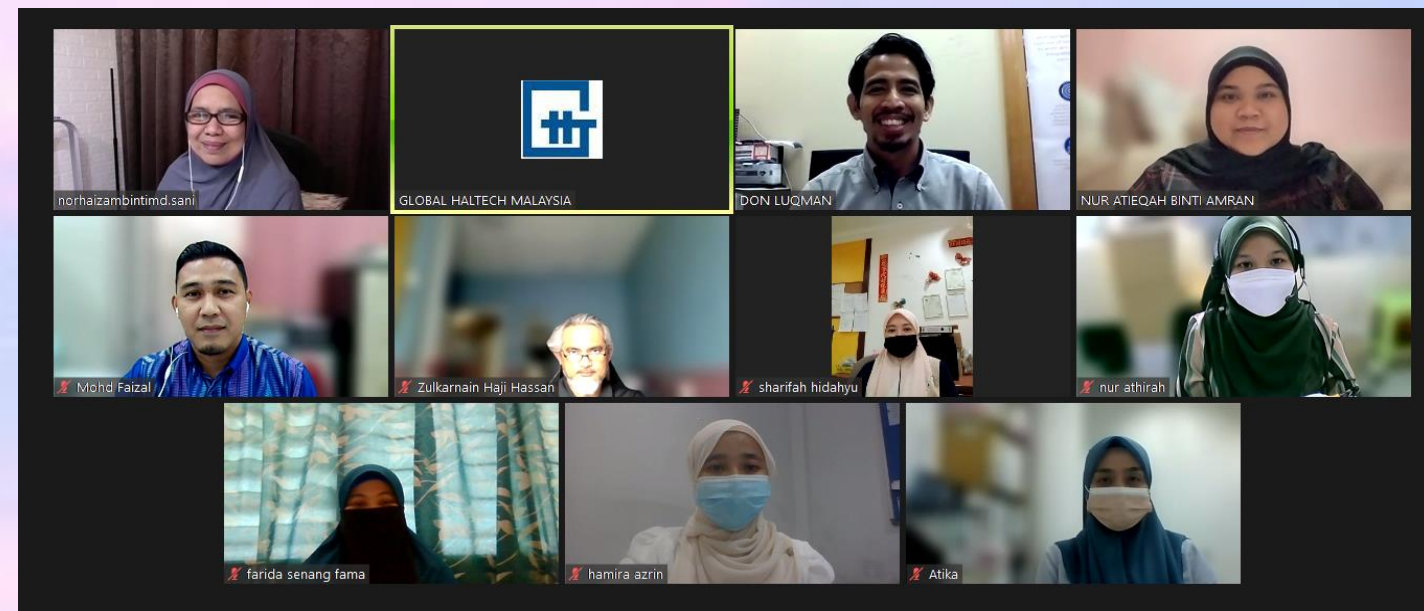 norhaizambintimd.sani
GLOBAL HALTECH MALAYSIA
DON LUQMAN
NUR ATIEQAH BINTI AMRAN
Mohd Faizal
Zulkarnain Haji Hassan
sharifah hidahyu
nur athirah
farida senang fama
hamira azrin
Atika